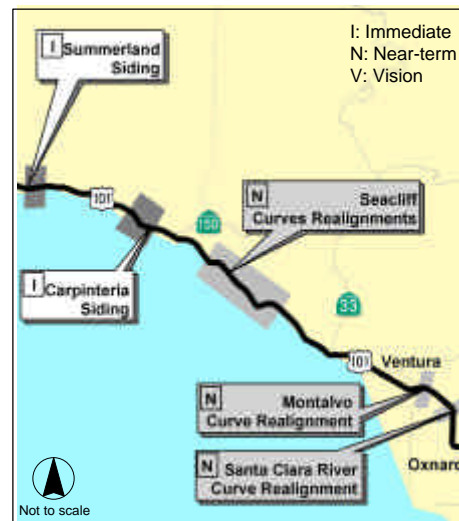 I: Immediate
N: Near-term
V: Vision
I Summerland
Siding
101
N Seacliff
Curves Realignments
150
I Carpinteria
Siding
33
101
Ventura
N Montalvo
Curve Realignment
N Santa Clara River
Curve Realignment
Oxnard
Not to scale